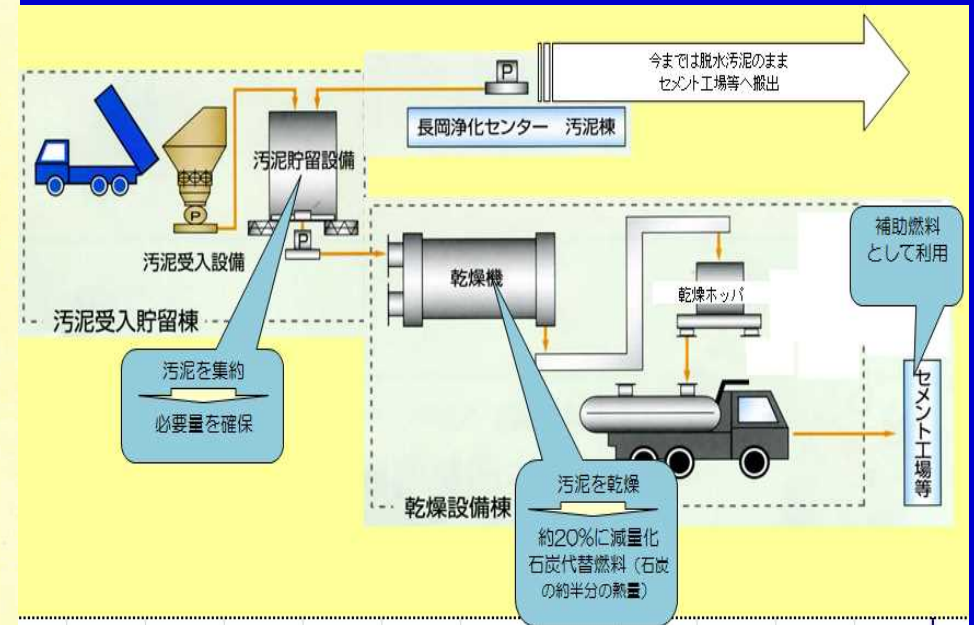 今までは脱水汚泥のまま
セメント工場等へ搬出
P
長岡浄化センター 汚泥棟
汚泥貯留設備
P
P
汚泥受入設備
汚泥受入貯留棟
汚泥を集約
必要量を確保
乾燥機
乾燥ホッパ
補助燃料
として利用
セメント工場等
乾燥設備棟
汚泥を乾燥
約20%に減量化
石炭代替燃料（石炭
の約半分の熱量）